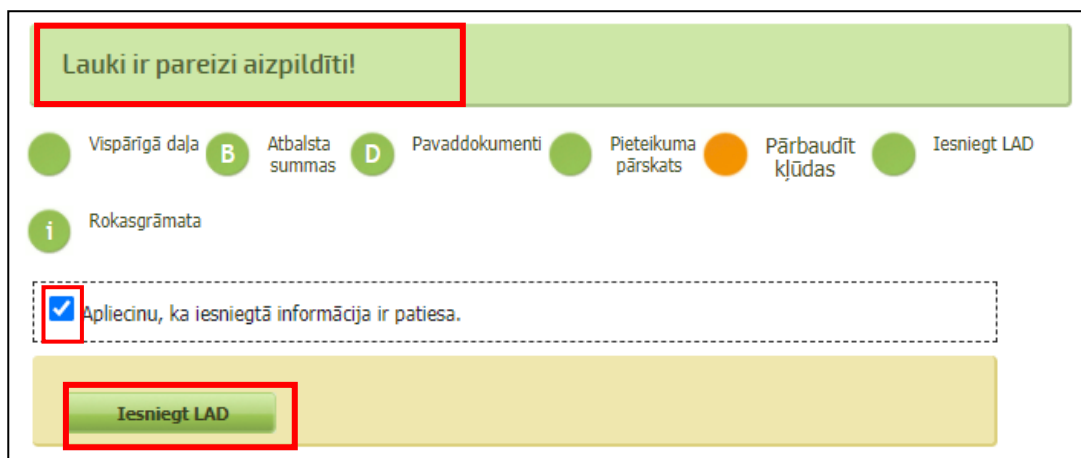 Lauki ir pareizi aizpildīti!
Vispārīgā daļa
B
Atbalsta
summas
D
Pavaddokumenti
Pieteikuma
pārskats
Pārbaudīt
kļūdas
Iesniegt LAD
i
Rokasgrāmata
Apliecinu, ka iesniegtā informācija ir patiesa.
Iesniegt LAD